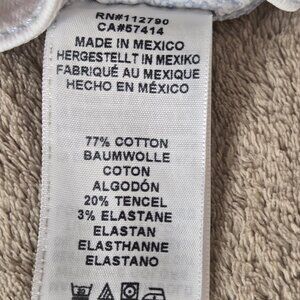 RN#112790
CA#57414
MADE IN MEXICO
HERGESTELLT IN MEXIKO
FABRIQUÉ AU MEXIQUE
HECHO EN MÉXICO
77% COTTON
BAUMWOLLE
COTON
ALGODÓN
20% TENCEL
3% ELASTANE
ELASTAN
ELASTHANNE
ELASTANO